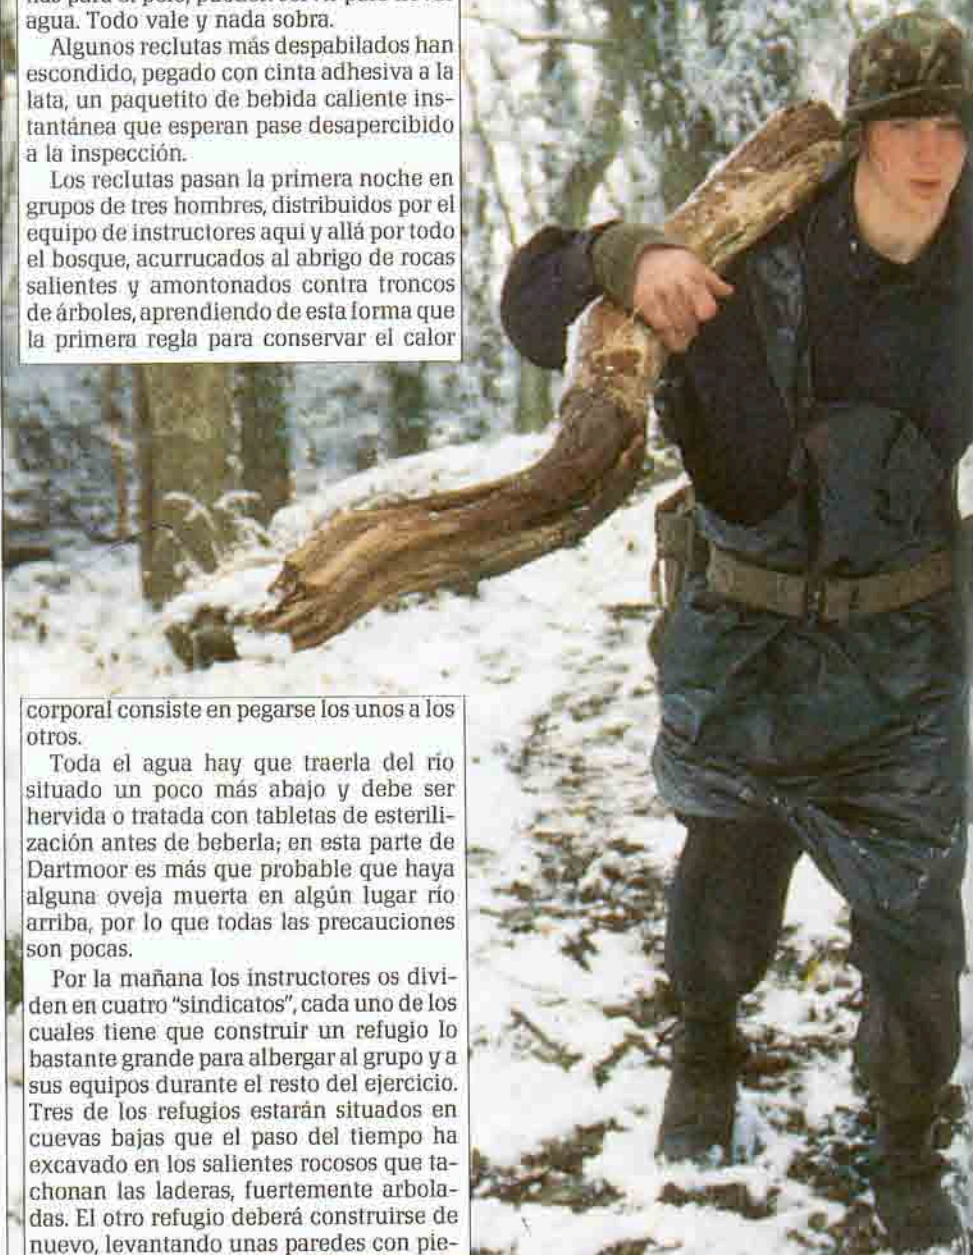 agua. Todo vale y nada sobra.
Algunos reclutas más despabilados han
escondido, pegado con cinta adhesiva a la
lata, un paquetito de bebida caliente ins-
tantánea que esperan pase desapercibido
a la inspección.
Los reclutas pasan la primera noche en
grupos de tres hombres, distribuidos por el
equipo de instructores aquí y allá por todo
el bosque, acurrucados al abrigo de rocas
salientes y amontonados contra troncos
de árboles, aprendiendo de esta forma que
la primera regla para conservar el calor
corporal consiste en pegarse los unos a los
otros.
Toda el agua hay que traerla del río
situado un poco más abajo y debe ser
hervida o tratada con tabletas de esterili-
zación antes de beberla; en esta parte de
Dartmoor es más que probable que haya
alguna oveja muerta en algún lugar río
arriba, por lo que todas las precauciones
son pocas.
Por la mañana los instructores os divi-
den en cuatro "sindicatos", cada uno de los
cuales tiene que construir un refugio lo
bastante grande para albergar al grupo y a
sus equipos durante el resto del ejercicio.
Tres de los refugios estarán situados en
cuevas bajas que el paso del tiempo ha
excavado en los salientes rocosos que ta-
chonan las laderas, fuertemente arbola-
das. El otro refugio deberá construirse de
nuevo, levantando unas paredes con pie-